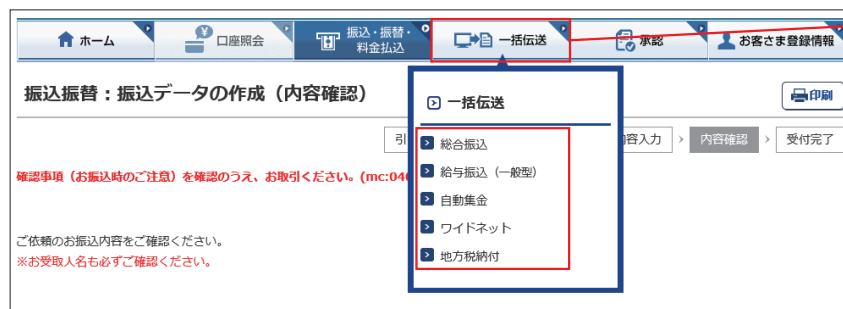 ホーム
口座照会
振込・振替・
料金払込
一括伝送
承認
お客さま登録情報
振込振替：振込データの作成（内容確認）
印刷
引
容入力 › 内容確認 › 受付完了
確認事項（お振込時のご注意）を確認のうえ、お取引ください。(mc:04
ご依頼のお振込内容をご確認ください。
※お受取人名も必ずご確認ください。
一括伝送
総合振込
給与振込（一般型）
自動集金
ワイドネット
地方税納付